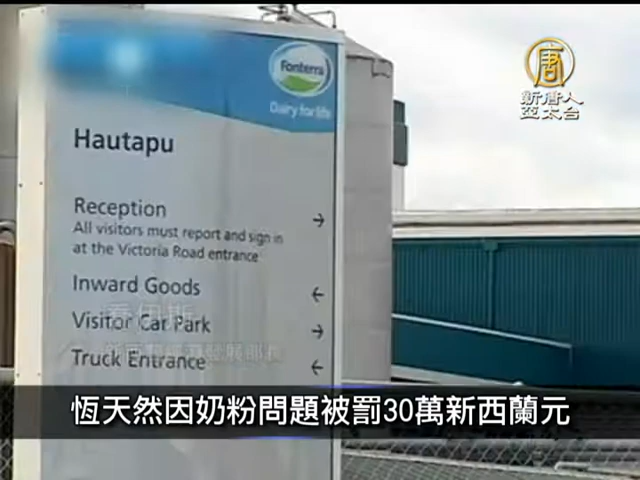 Fonterra
Dairy for life
唐
新唐人
亞太台
Hautapu
Reception →
All visitors must report and sign in
at the Victoria Road entrance
Inward Goods ←
Visitor Car Park →
Truck Entrance ←
恆天然因奶粉問題被罰30萬新西蘭元